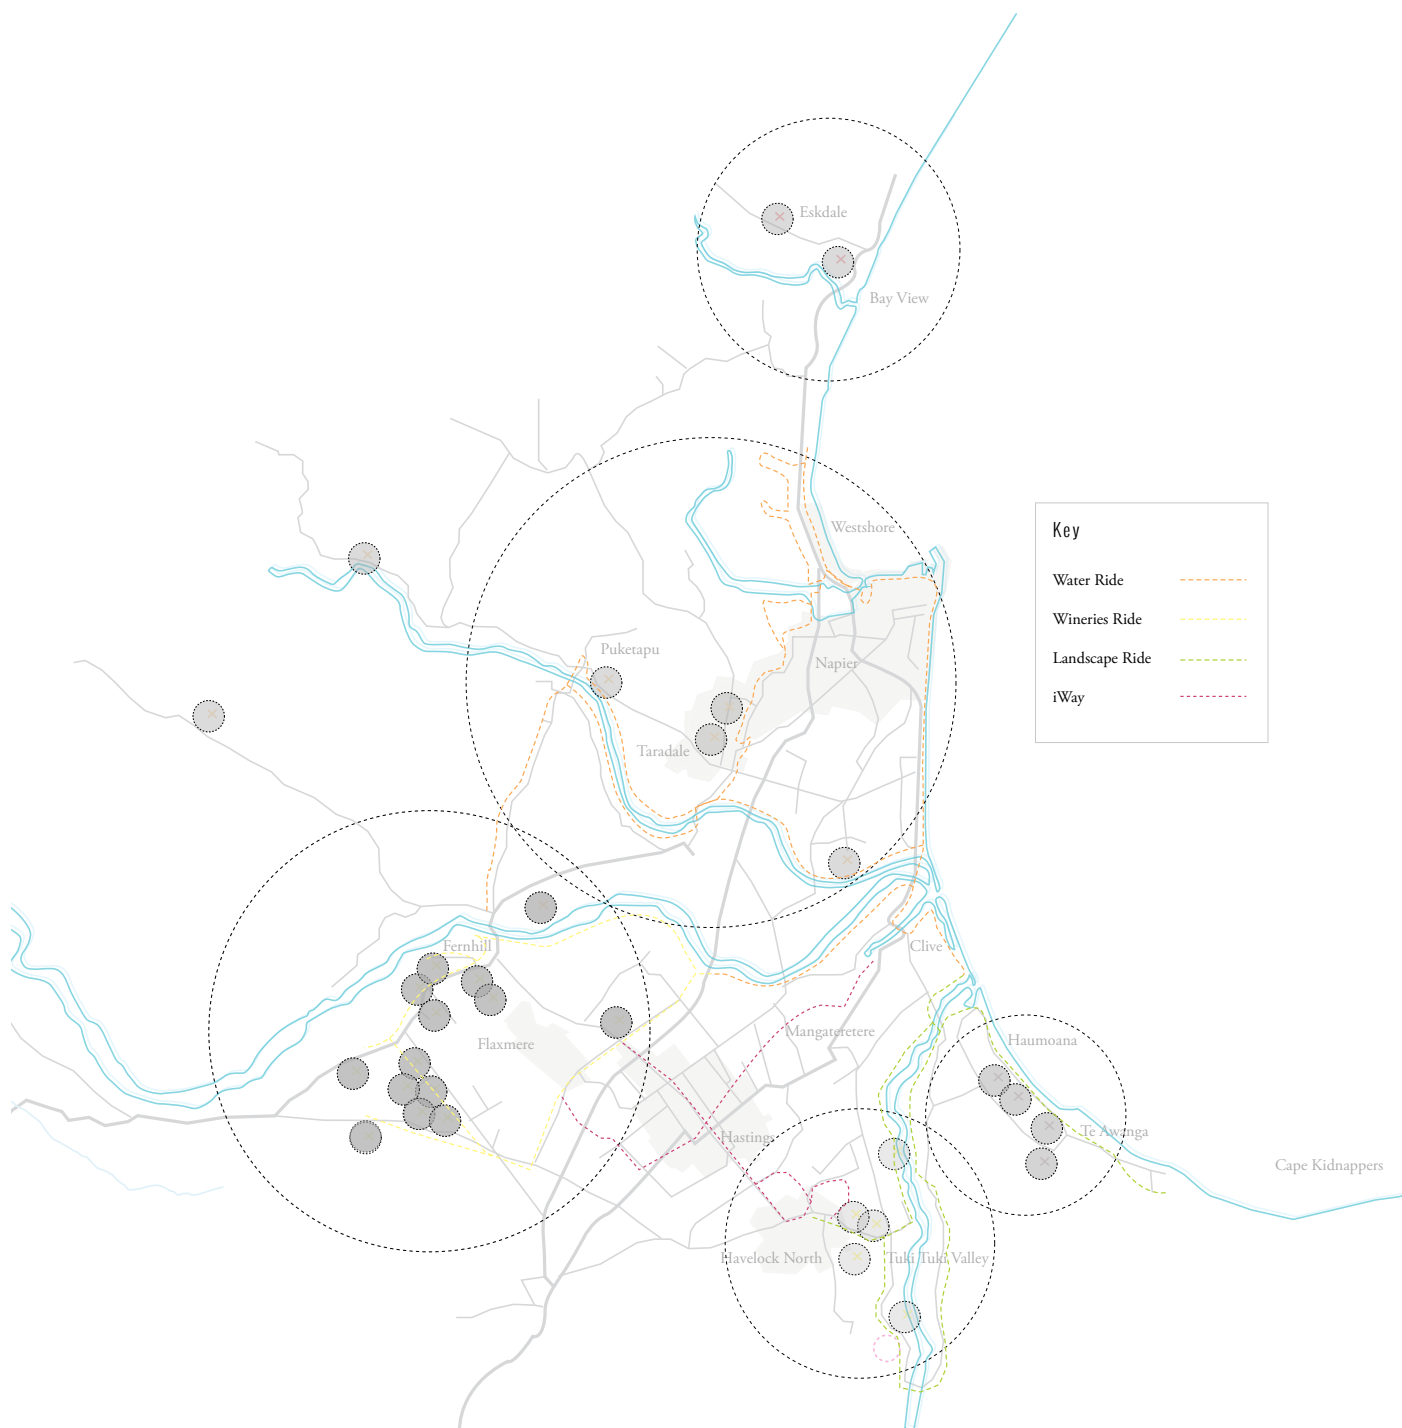 Eskdale
Bay View
Westshore
Key
Water Ride
Wineries Ride
Landscape Ride
iWay
Puketapu
Napier
Taradale
Fernhill
Clive
Mangateretere
Flaxmere
Haumoana
Te Awanga
Hastings
Cape Kidnappers
Havelock North
Tuki Tuki Valley